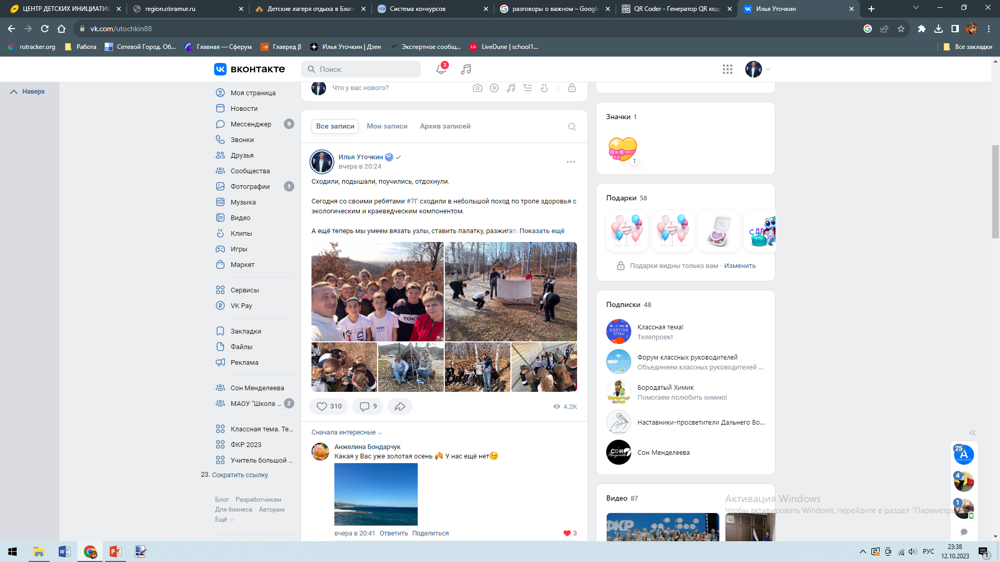 ЦЕНТР ДЕТСКИХ ИНИЦИАТИВ
region.obramur.ru
Детские лагеря отдыха в Благо
Система конкурсов
разговоры о важном – Google
QR Coder - Генератор QR код
Илья Уточкин
vk.com/utochkin88
rutracker.org
Работа
Сетевой Город. Об...
Главная — Сферум
Главред β
Илья Уточкин | Дзен
Экспертное сообщ...
LiveDune | school1...
Все закладки
вконтакте
Поиск
3
Наверх
Моя страница
Новости
Мессенджер 9
Звонки
Друзья
Сообщества
Фотографии 1
Музыка
Видео
Клипы
Игры
Маркет
Сервисы
VK Pay
Закладки
Файлы
Реклама
Сон Менделеева
МАОУ "Школа ... 2
Классная тема. Те...
ФКР 2023
Учитель большой ...
23. Сократить ссылку
Блог Разработчикам
Для бизнеса Авторам
Ещё
Что у вас нового?
Все записи Мои записи Архив записей
Илья Уточкин
вчера в 20:24
Сходили, подышали, поучились, отдохнули.
Сегодня со своими ребятами #7Г сходили в небольшой поход по тропе здоровья с
экологическим и краеведческим компонентом.
А ещё теперь мы умеем вязать узлы, ставить палатку, разжигать Показать ещё
310 9 4.2K
Сначала интересные
Анжелина Бондарчук
Какая у Вас уже золотая осень У нас ещё нет
вчера в 20:41 Ответить Поделиться 3
Значки 1
1
Подарки 58
Подарки видны только вам · Изменить
Подписки 48
КЛАССНАЯ ТЕМА!
Классная тема!
Телепроект
ФКР
Форум классных руководителей
Объединяем классных руководителей ...
Бородатый Химик
Помогаем полюбить химию!
Наставники-просветители Дальнего Во...
СОН
Сон Менделеева
Видео 87
ФКР
Активация Windows
Чтобы активировать Windows, перейдите в раздел "Параметры
25
А
4
1
РУС
23:38
12.10.2023
1